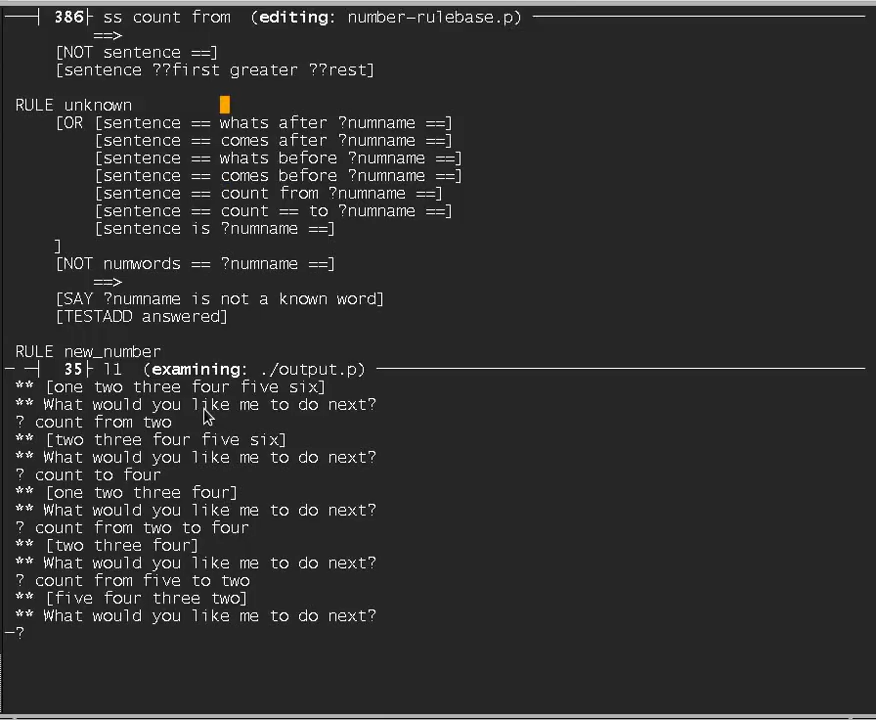 386 ss count from (editing: number-rulebase.p)
==>
[NOT sentence ==]
[sentence ??first greater ??rest]
RULE unknown
[OR [sentence == whats after ?numname ==]
[sentence == comes after ?numname ==]
[sentence == whats before ?numname ==]
[sentence == comes before ?numname ==]
[sentence == count from ?numname ==]
[sentence == count == to ?numname ==]
[sentence is ?numname ==]
]
[NOT numwords == ?numname ==]
==>
[SAY ?numname is not a known word]
[TESTADD answered]
RULE new_number
35 l1 (examining: ./output.p)
** [one two three four five six]
** What would you like me to do next?
? count from two
** [two three four five six]
** What would you like me to do next?
? count to four
** [one two three four]
** What would you like me to do next?
? count from two to four
** [two three four]
** What would you like me to do next?
? count from five to two
** [five four three two]
** What would you like me to do next?
?